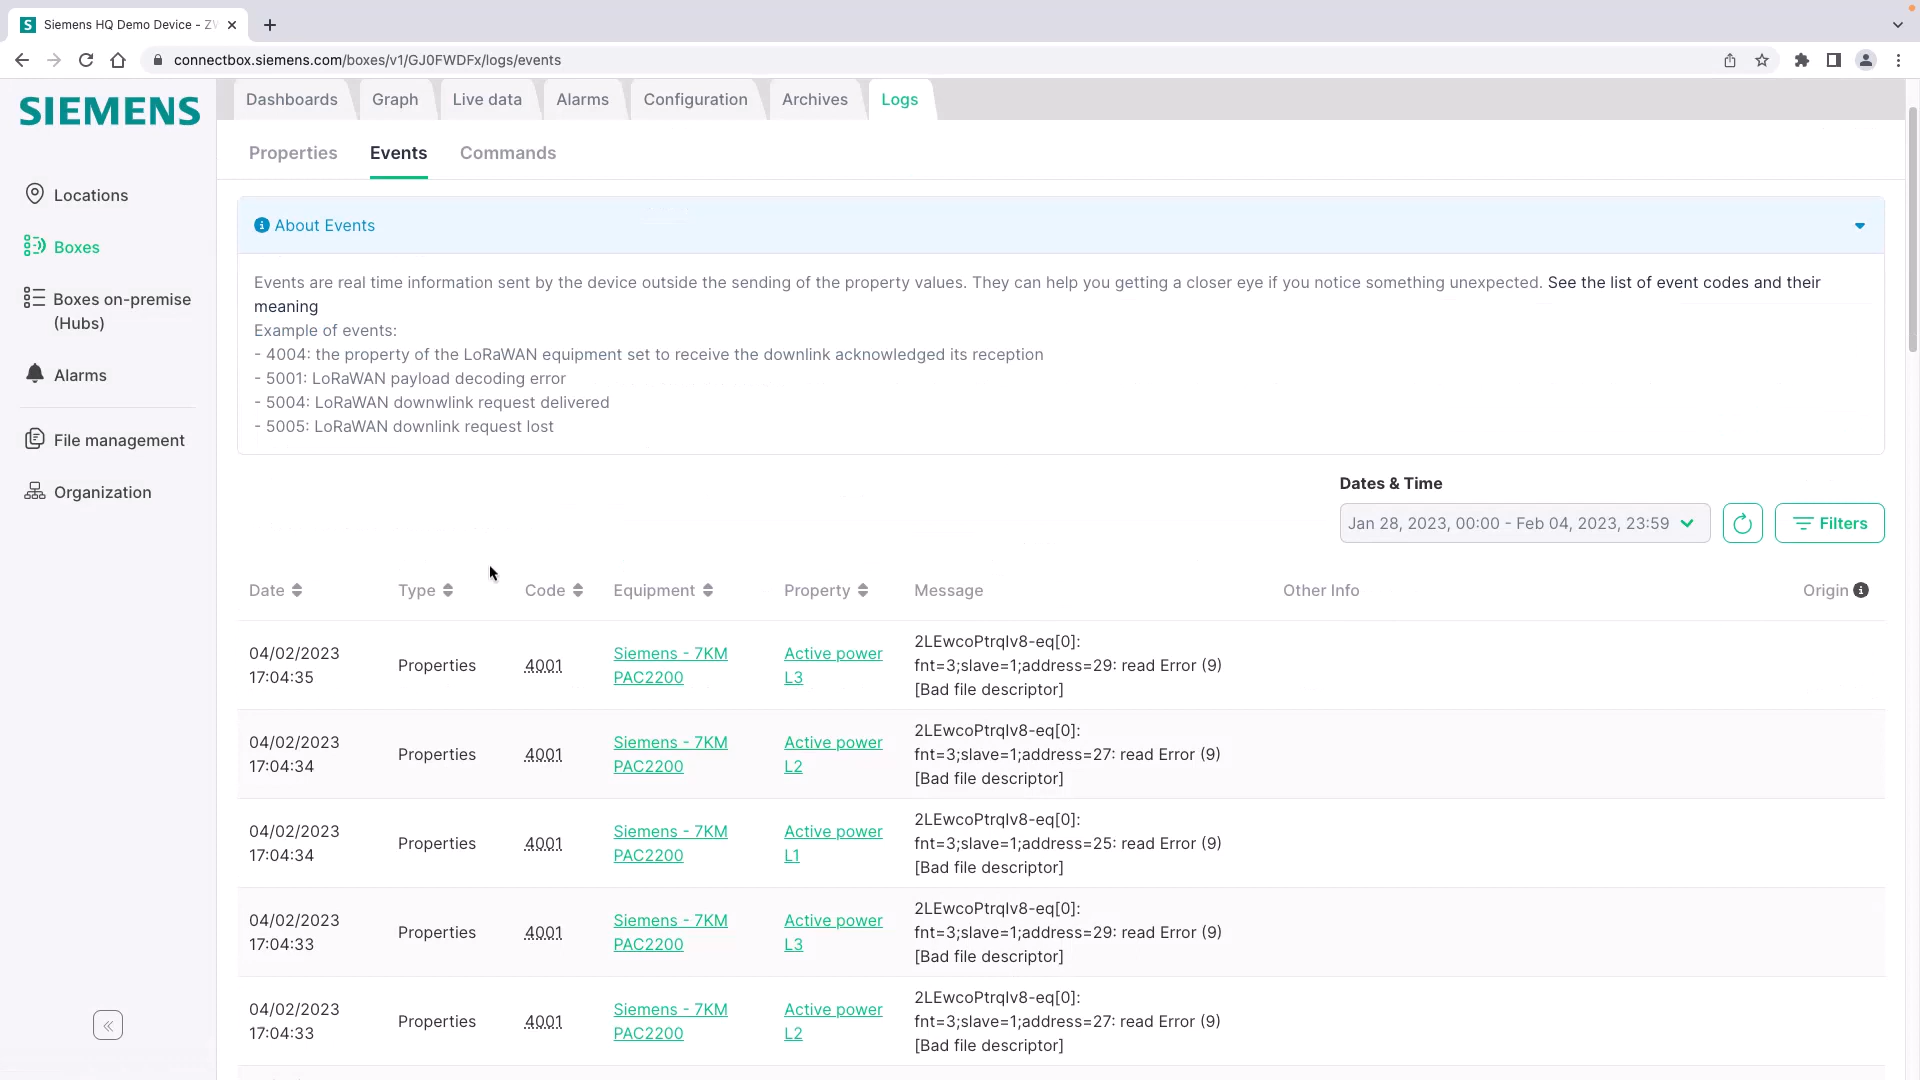 Siemens HQ Demo Device - ZW
connectbox.siemens.com/boxes/v1/GJ0FWDFx/logs/events
SIEMENS
Locations
Boxes
Boxes on-premise
(Hubs)
Alarms
File management
Organization
Dashboards
Graph
Live data
Alarms
Configuration
Archives
Logs
Properties
Events
Commands
About Events
Events are real time information sent by the device outside the sending of the property values. They can help you getting a closer eye if you notice something unexpected. See the list of event codes and their
meaning
Example of events:
- 4004: the property of the LoRaWAN equipment set to receive the downlink acknowledged its reception
- 5001: LoRaWAN payload decoding error
- 5004: LoRaWAN downwlink request delivered
- 5005: LoRaWAN downlink request lost
Dates & Time
Jan 28, 2023, 00:00 - Feb 04, 2023, 23:59
Filters
Date
Type
Code
Equipment
Property
Message
Other Info
Origin
04/02/2023
17:04:35
Properties
4001
Siemens - 7KM
PAC2200
Active power
L3
2LEwcoPtrqIv8-eq[0]:
fnt=3;slave=1;address=29: read Error (9)
[Bad file descriptor]
04/02/2023
17:04:34
Properties
4001
Siemens - 7KM
PAC2200
Active power
L2
2LEwcoPtrqIv8-eq[0]:
fnt=3;slave=1;address=27: read Error (9)
[Bad file descriptor]
04/02/2023
17:04:34
Properties
4001
Siemens - 7KM
PAC2200
Active power
L1
2LEwcoPtrqIv8-eq[0]:
fnt=3;slave=1;address=25: read Error (9)
[Bad file descriptor]
04/02/2023
17:04:33
Properties
4001
Siemens - 7KM
PAC2200
Active power
L3
2LEwcoPtrqIv8-eq[0]:
fnt=3;slave=1;address=29: read Error (9)
[Bad file descriptor]
04/02/2023
17:04:33
Properties
4001
Siemens - 7KM
PAC2200
Active power
L2
2LEwcoPtrqIv8-eq[0]:
fnt=3;slave=1;address=27: read Error (9)
[Bad file descriptor]